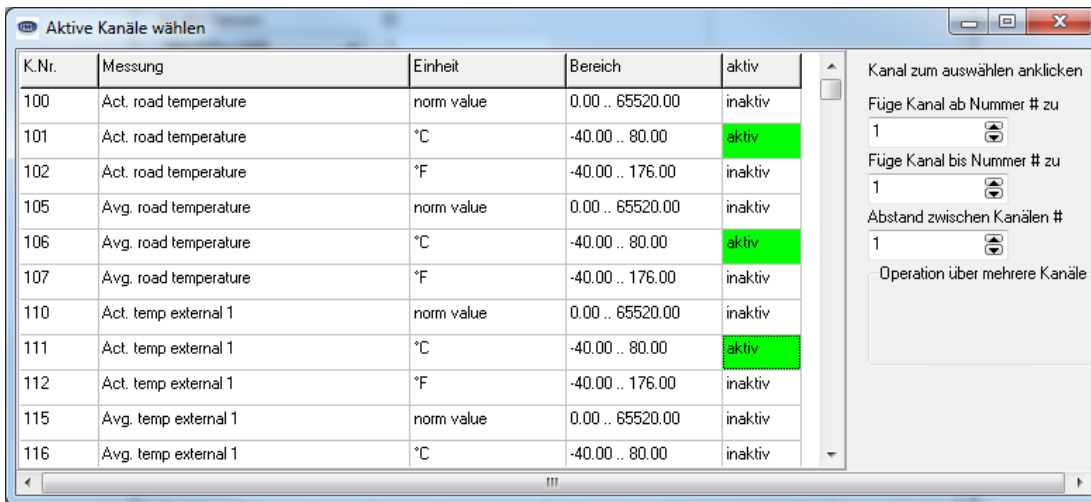 Aktive Kanäle wählen
K.Nr. Messung Einheit Bereich aktiv
100 Act. road temperature norm value 0.00 .. 65520.00 inaktiv
101 Act. road temperature °C -40.00 .. 80.00 aktiv
102 Act. road temperature °F -40.00 .. 176.00 inaktiv
105 Avg. road temperature norm value 0.00 .. 65520.00 inaktiv
106 Avg. road temperature °C -40.00 .. 80.00 aktiv
107 Avg. road temperature °F -40.00 .. 176.00 inaktiv
110 Act. temp external 1 norm value 0.00 .. 65520.00 inaktiv
111 Act. temp external 1 °C -40.00 .. 80.00 aktiv
112 Act. temp external 1 °F -40.00 .. 176.00 inaktiv
115 Avg. temp external 1 norm value 0.00 .. 65520.00 inaktiv
116 Avg. temp external 1 °C -40.00 .. 80.00 inaktiv
Kanal zum auswählen anklicken
Füge Kanal ab Nummer # zu
1
Füge Kanal bis Nummer # zu
1
Abstand zwischen Kanälen #
1
Operation über mehrere Kanäle